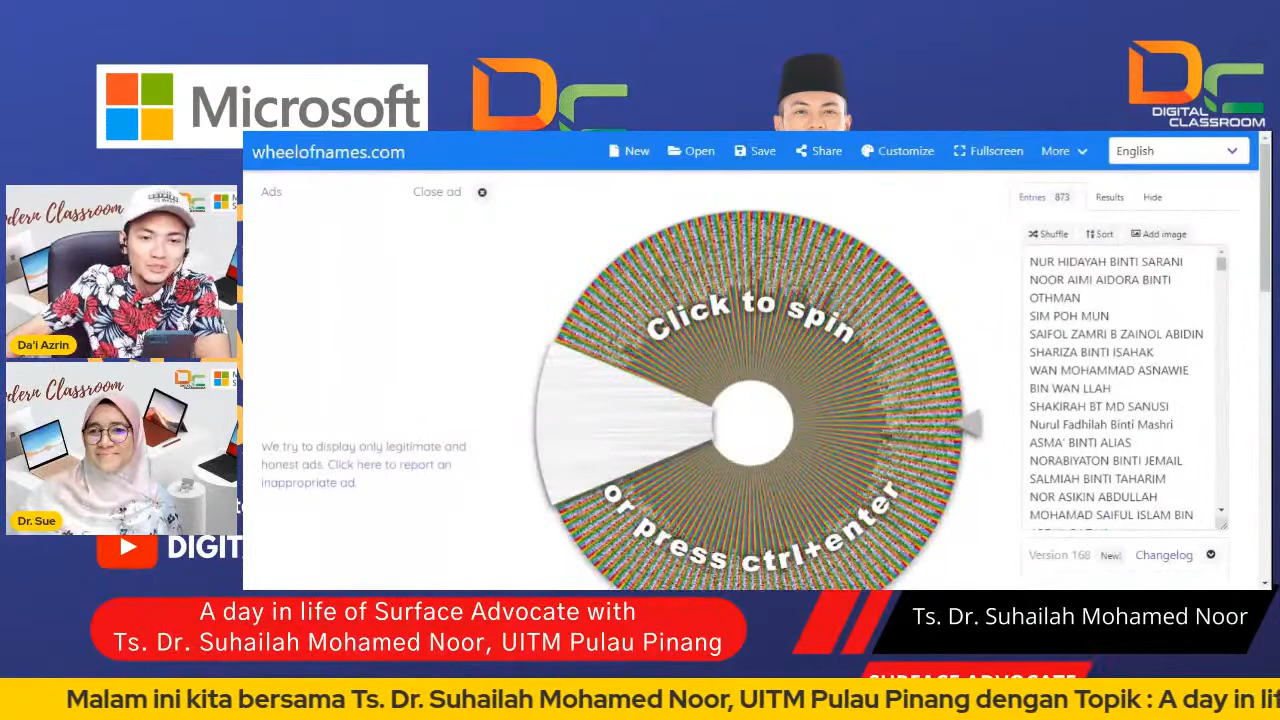 Microsoft
DC
DC
DIGITAL
CLASSROOM
wheelofnames.com
New
Open
Save
Share
Customize
Fullscreen
More
English
Ads
Close ad
Entries 873
Results
Hide
Shuffle
Sort
Add image
NUR HIDAYAH BINTI SARANI
NOOR AIMI AIDORA BINTI
OTHMAN
SIM POH MUN
SAIFOL ZAMRI B ZAINOL ABIDIN
SHARIZA BINTI ISAHAK
WAN MOHAMMAD ASNAWIE
BIN WAN LLAH
SHAKIRAH BT MD SANUSI
Nurul Fadhilah Binti Mashri
ASMA' BINTI ALIAS
NORABIYATON BINTI JEMAIL
SALMIAH BINTI TAHARIM
NOR ASIKIN ABDULLAH
MOHAMAD SAIFUL ISLAM BIN
Version 168 New! Changelog
Click to spin
or press ctrl+enter
We try to display only legitimate and
honest ads. Click here to report an
inappropriate ad.
Classroom
Da'i Azrin
Classroom
Dr. Sue
DIGIT
A day in life of Surface Advocate with
Ts. Dr. Suhailah Mohamed Noor, UITM Pulau Pinang
Ts. Dr. Suhailah Mohamed Noor
SURFACE ADVOCATE
Malam ini kita bersama Ts. Dr. Suhailah Mohamed Noor, UITM Pulau Pinang dengan Topik : A day in li